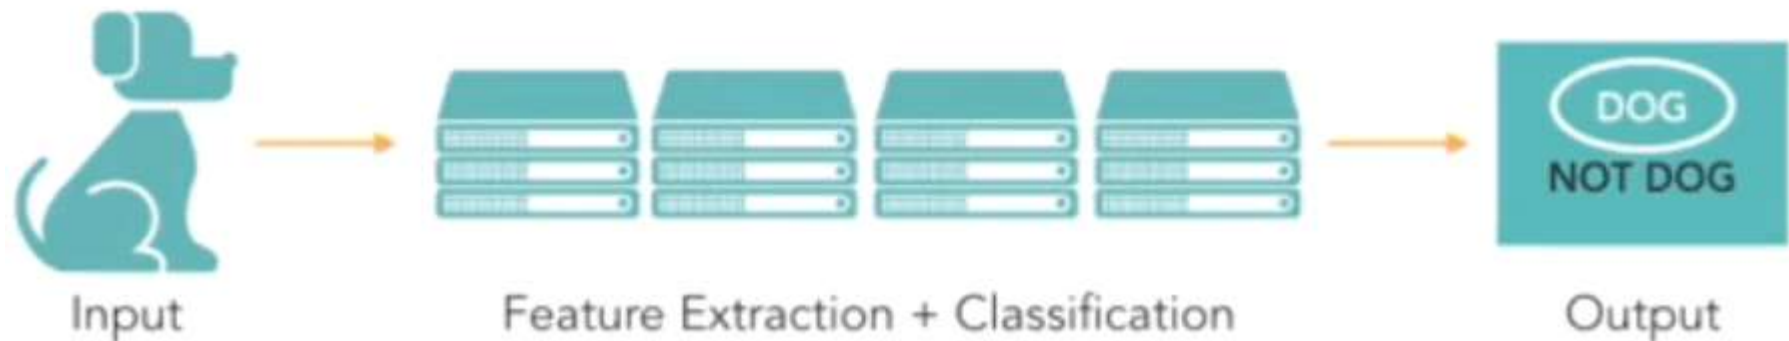 DOG
NOT DOG
Input
Feature Extraction + Classification
Output